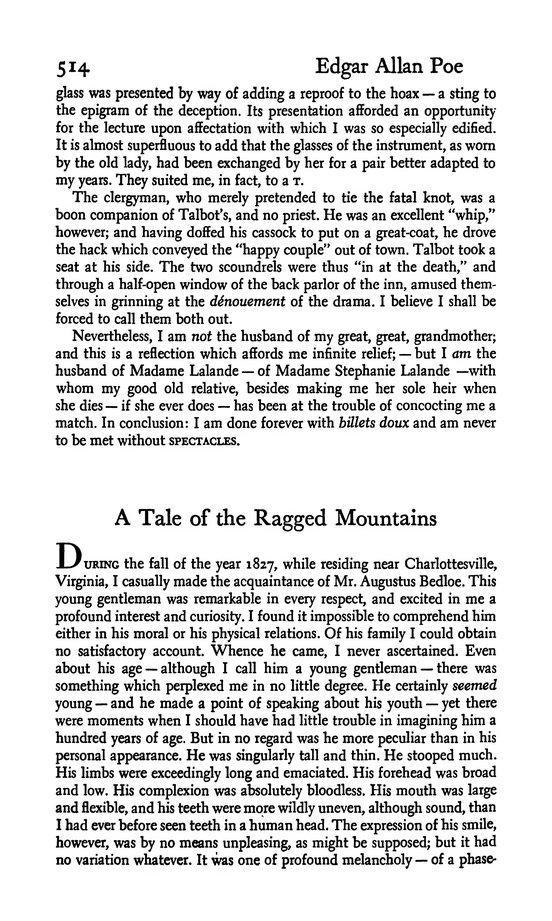 514 Edgar Allan Poe
glass was presented by way of adding a reproof to the hoax — a sting to
the epigram of the deception. Its presentation afforded an opportunity
for the lecture upon affectation with which I was so especially edified.
It is almost superfluous to add that the glasses of the instrument, as worn
by the old lady, had been exchanged by her for a pair better adapted to
my years. They suited me, in fact, to a T.
The clergyman, who merely pretended to tie the fatal knot, was a
boon companion of Talbot's, and no priest. He was an excellent “whip,”
however; and having doffed his cassock to put on a great-coat, he drove
the hack which conveyed the “happy couple” out of town. Talbot took a
seat at his side. The two scoundrels were thus “in at the death,” and
through a half-open window of the back parlor of the inn, amused them-
selves in grinning at the dénouement of the drama. I believe I shall be
forced to call them both out.
Nevertheless, I am not the husband of my great, great, grandmother;
and this is a reflection which affords me infinite relief; — but I am the
husband of Madame Lalande — of Madame Stephanie Lalande —with
whom my good old relative, besides making me her sole heir when
she dies — if she ever does — has been at the trouble of concocting me a
match. In conclusion: I am done forever with billets doux and am never
to be met without SPECTACLES.
A Tale of the Ragged Mountains
DURING the fall of the year 1827, while residing near Charlottesville,
Virginia, I casually made the acquaintance of Mr. Augustus Bedloe. This
young gentleman was remarkable in every respect, and excited in me a
profound interest and curiosity. I found it impossible to comprehend him
either in his moral or his physical relations. Of his family I could obtain
no satisfactory account. Whence he came, I never ascertained. Even
about his age — although I call him a young gentleman — there was
something which perplexed me in no little degree. He certainly seemed
young — and he made a point of speaking about his youth — yet there
were moments when I should have had little trouble in imagining him a
hundred years of age. But in no regard was he more peculiar than in his
personal appearance. He was singularly tall and thin. He stooped much.
His limbs were exceedingly long and emaciated. His forehead was broad
and low. His complexion was absolutely bloodless. His mouth was large
and flexible, and his teeth were more wildly uneven, although sound, than
I had ever before seen teeth in a human head. The expression of his smile,
however, was by no means unpleasing, as might be supposed; but it had
no variation whatever. It was one of profound melancholy — of a phase-